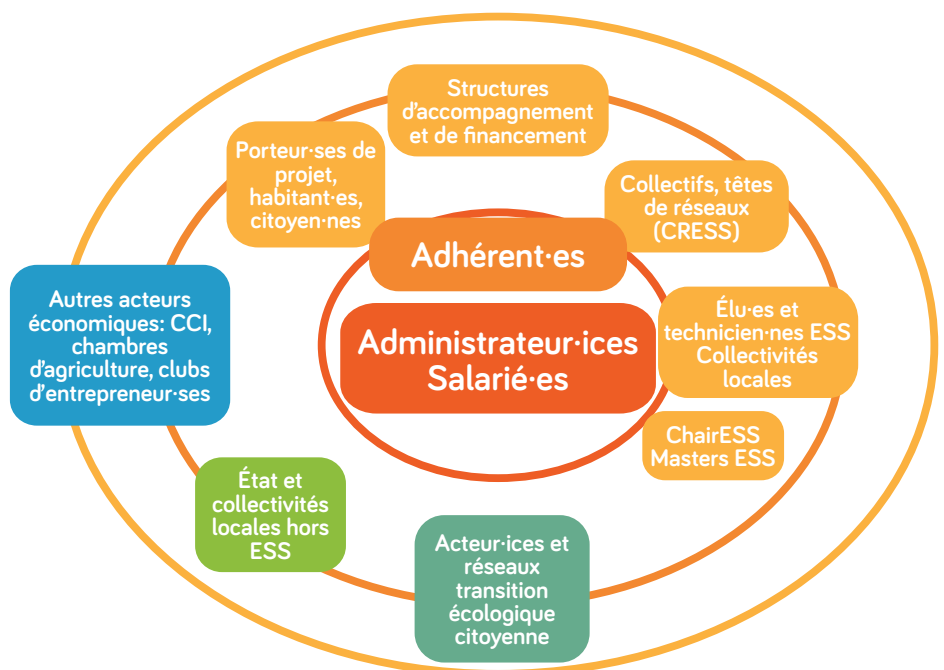 Structures
d'accompagnement
et de financement
Porteur·ses de
projet,
habitant·es,
citoyen·nes
Collectifs, têtes
de réseaux
(CRESS)
Adhérent·es
Autres acteurs
économiques: CCI,
chambres
d'agriculture, clubs
d'entrepreneur·ses
Administrateur·ices
Salarié·es
Élu·es et
technicien·nes ESS
Collectivités
locales
ChairESS
Masters ESS
État et
collectivités
locales hors
ESS
Acteur·ices et
réseaux
transition
écologique
citoyenne